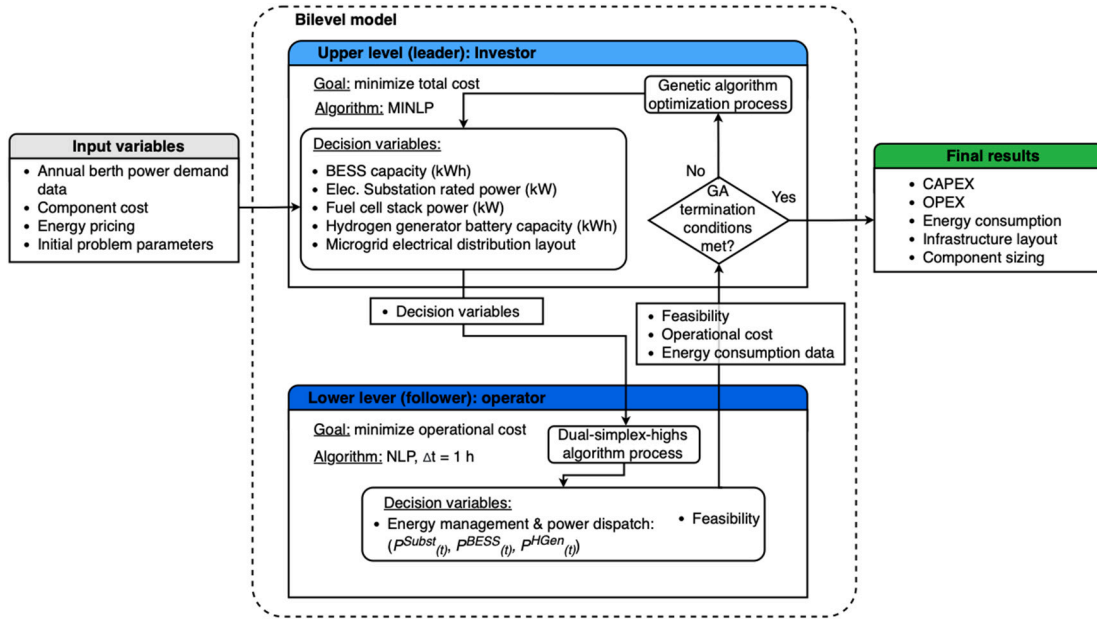 Bilevel model
Upper level (leader): Investor
Goal: minimize total cost
Algorithm: MINLP
Genetic algorithm
optimization process
Input variables
• Annual berth power demand
data
• Component cost
• Energy pricing
• Initial problem parameters
Decision variables:
• BESS capacity (kWh)
• Elec. Substation rated power (kW)
• Fuel cell stack power (kW)
• Hydrogen generator battery capacity (kWh)
• Microgrid electrical distribution layout
No
GA
termination
conditions
met?
Yes
Final results
• CAPEX
• OPEX
• Energy consumption
• Infrastructure layout
• Component sizing
• Decision variables
• Feasibility
• Operational cost
• Energy consumption data
Lower lever (follower): operator
Goal: minimize operational cost
Algorithm: NLP, Δt = 1 h
Dual-simplex-highs
algorithm process
Decision variables:
• Energy management & power dispatch:
(P^Subst_(t), P^BESS_(t), P^HGen_(t))
• Feasibility